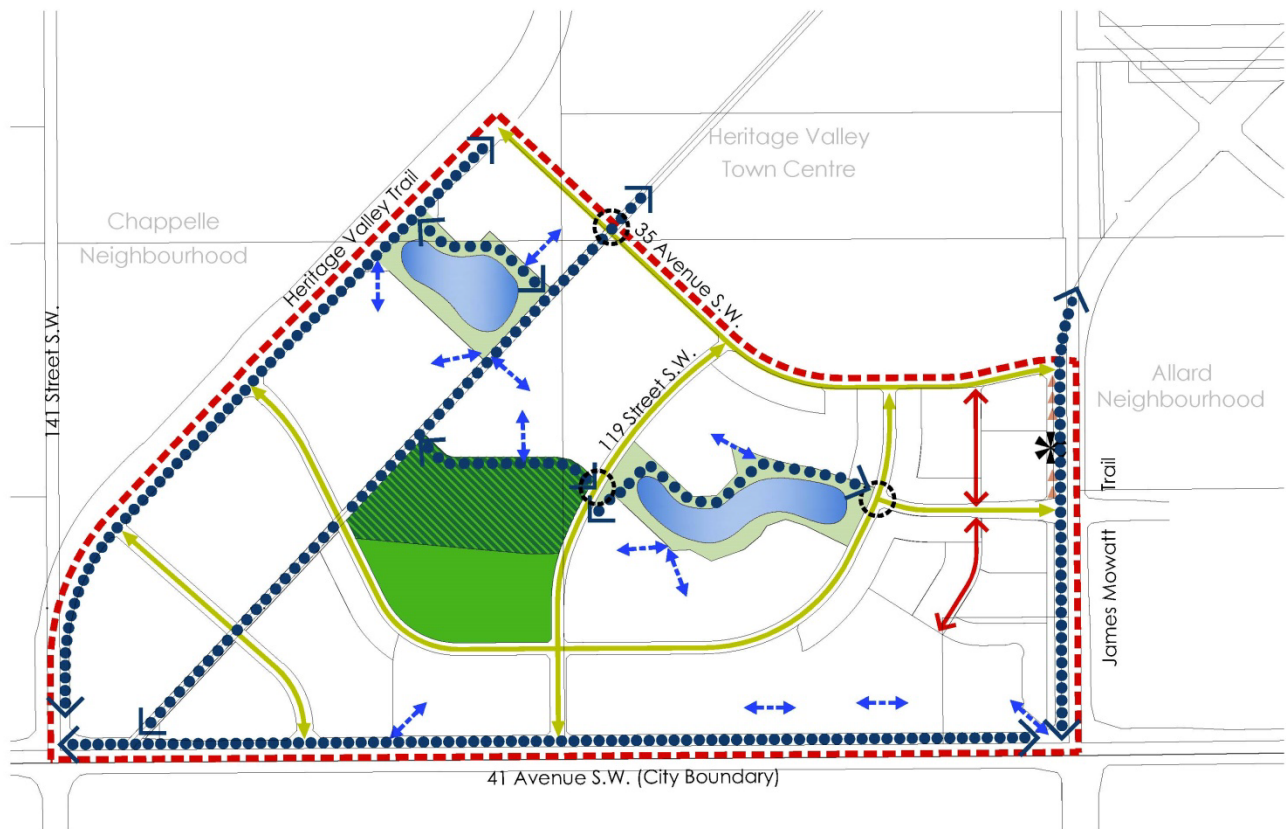 Heritage Valley
Town Centre
Chappelle
Neighbourhood
Heritage Valley Trail
35 Avenue S.W.
141 Street S.W.
119 Street S.W.
Allard
Neighbourhood
James Mowatt Trail
41 Avenue S.W. (City Boundary)